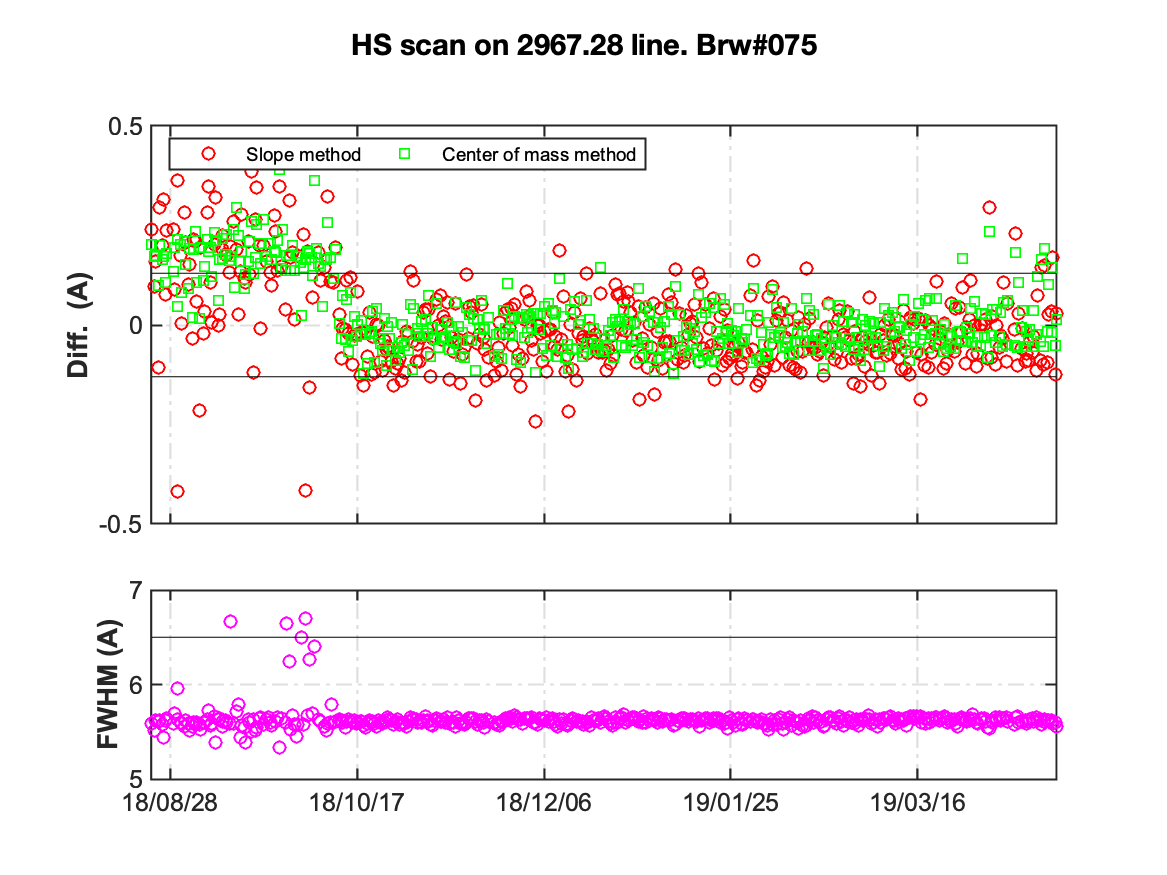 HS scan on 2967.28 line. Brw#075
0.5
Slope method
Center of mass method
Diff. (A)
0
-0.5
7
FWHM (A)
6
5
18/08/28
18/10/17
18/12/06
19/01/25
19/03/16